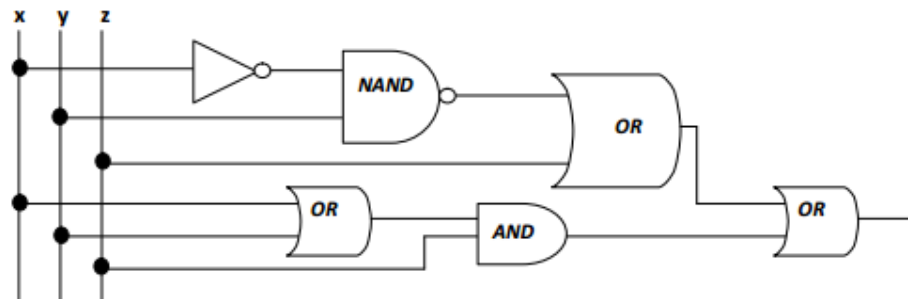 x y z
NAND
OR
OR
OR
AND